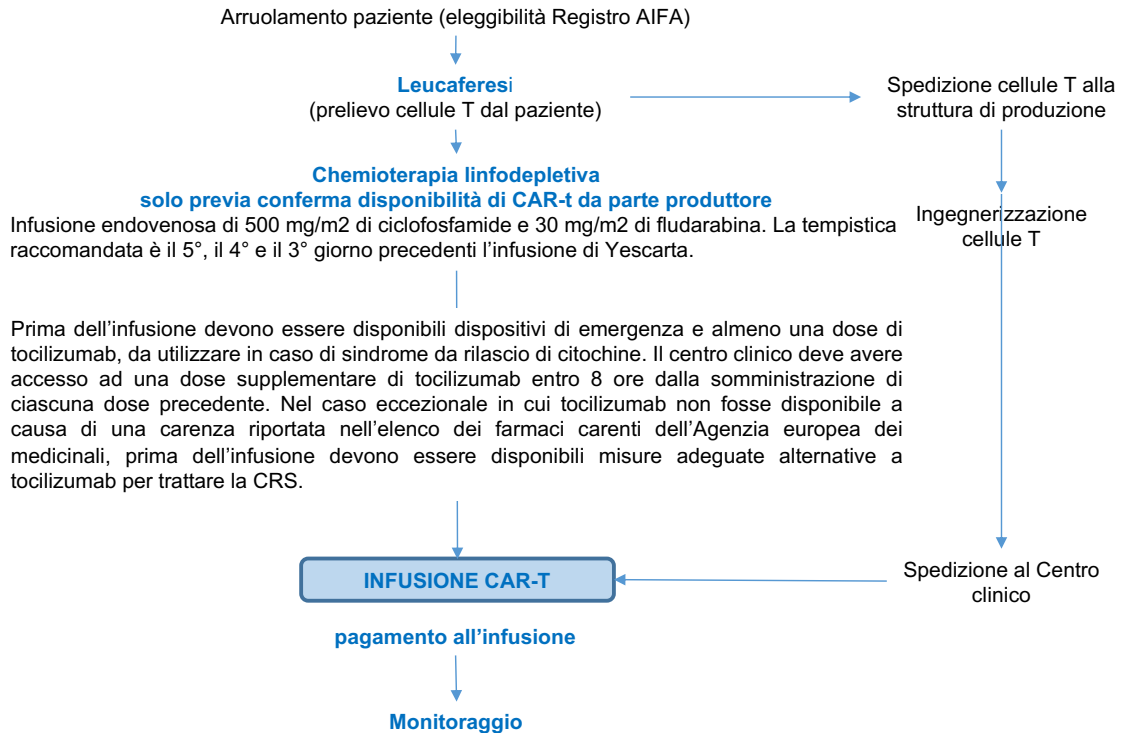 Arruolamento paziente (eleggibilità Registro AIFA)
Leucaferesi
(prelievo cellule T dal paziente)
Spedizione cellule T alla
struttura di produzione
Chemioterapia linfodepletiva
solo previa conferma disponibilità di CAR-t da parte produttore
Infusione endovenosa di 500 mg/m2 di ciclofosfamide e 30 mg/m2 di fludarabina. La tempistica
raccomandata è il 5°, il 4° e il 3° giorno precedenti l’infusione di Yescarta.
Ingegnerizzazione
cellule T
Prima dell’infusione devono essere disponibili dispositivi di emergenza e almeno una dose di
tocilizumab, da utilizzare in caso di sindrome da rilascio di citochine. Il centro clinico deve avere
accesso ad una dose supplementare di tocilizumab entro 8 ore dalla somministrazione di
ciascuna dose precedente. Nel caso eccezionale in cui tocilizumab non fosse disponibile a
causa di una carenza riportata nell’elenco dei farmaci carenti dell’Agenzia europea dei
medicinali, prima dell’infusione devono essere disponibili misure adeguate alternative a
tocilizumab per trattare la CRS.
INFUSIONE CAR-T
Spedizione al Centro
clinico
pagamento all’infusione
Monitoraggio